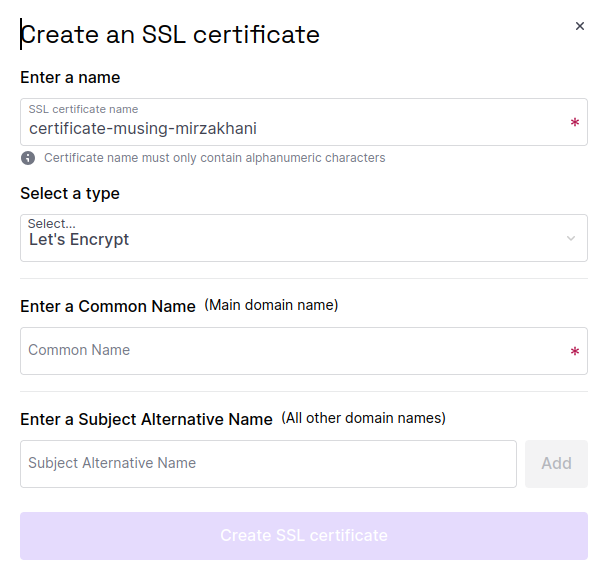 Create an SSL certificate
Enter a name
SSL certificate name
certificate-musing-mirzakhani
*
Certificate name must only contain alphanumeric characters
Select a type
Select...
Let's Encrypt
Enter a Common Name (Main domain name)
Common Name
*
Enter a Subject Alternative Name (All other domain names)
Subject Alternative Name
Add
Create SSL certificate